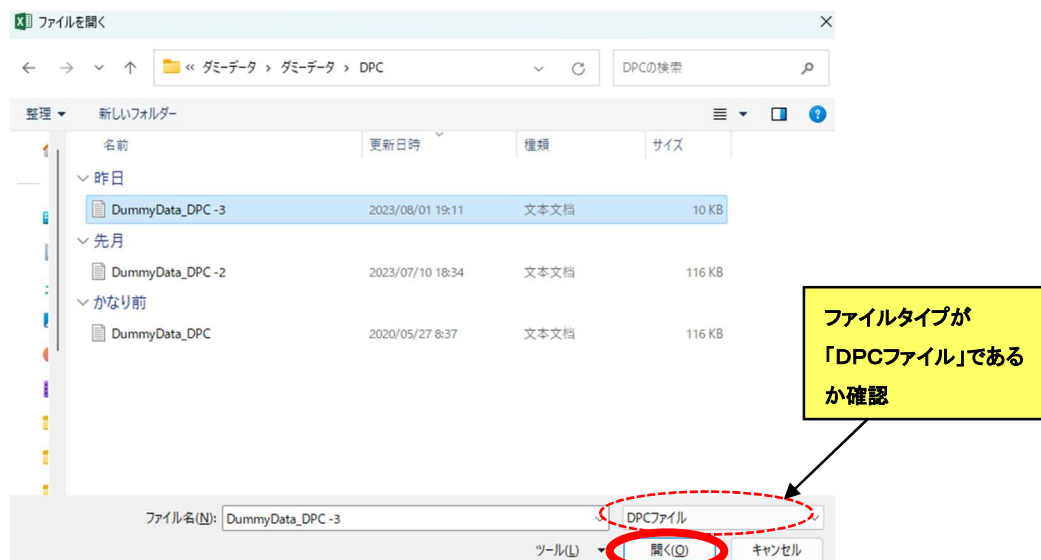 ファイルを開く
« ダミーデータ › ダミーデータ › DPC
DPCの検索
整理
新しいフォルダー
名前 更新日時 種類 サイズ
昨日
DummyData_DPC -3 2023/08/01 19:11 文本文档 10 KB
先月
DummyData_DPC -2 2023/07/10 18:34 文本文档 116 KB
かなり前
DummyData_DPC 2020/05/27 8:37 文本文档 116 KB
ファイルタイプが
「DPCファイル」である
か確認
ファイル名(N): DummyData_DPC -3 DPCファイル
ツール(L) 開く(O) キャンセル